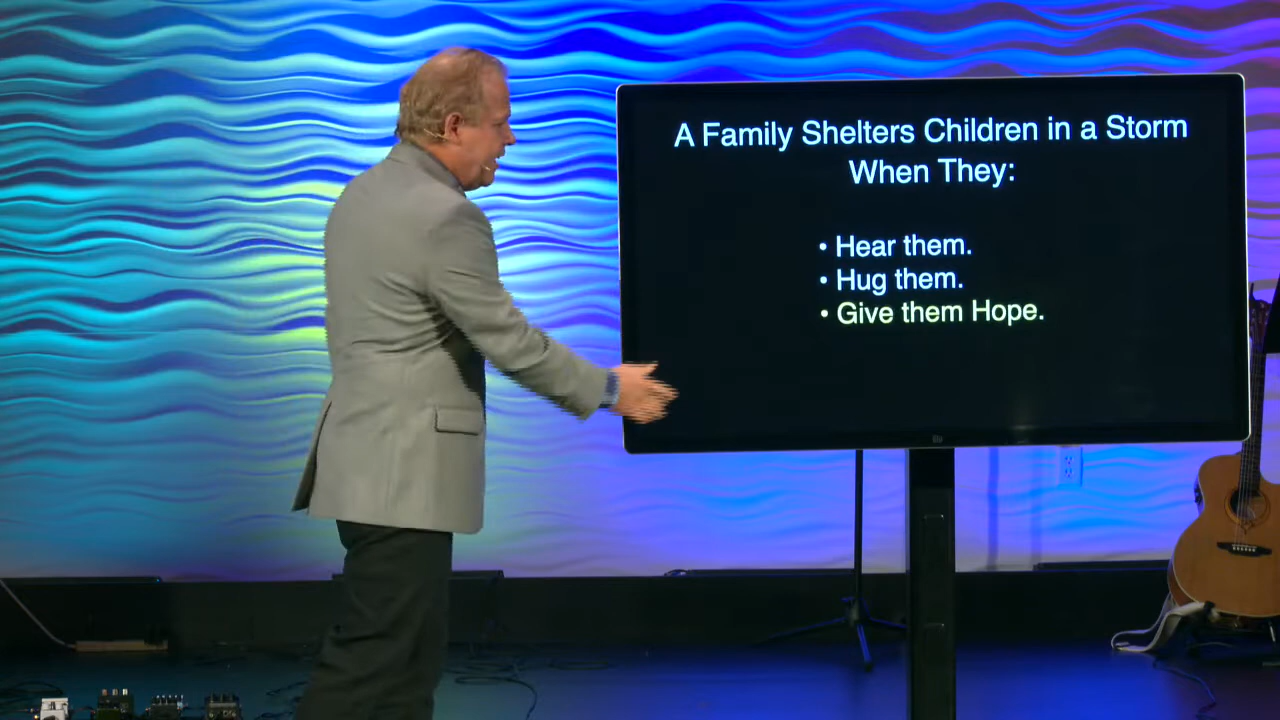 A Family Shelters Children in a Storm
When They:
• Hear them.
• Hug them.
• Give them Hope.